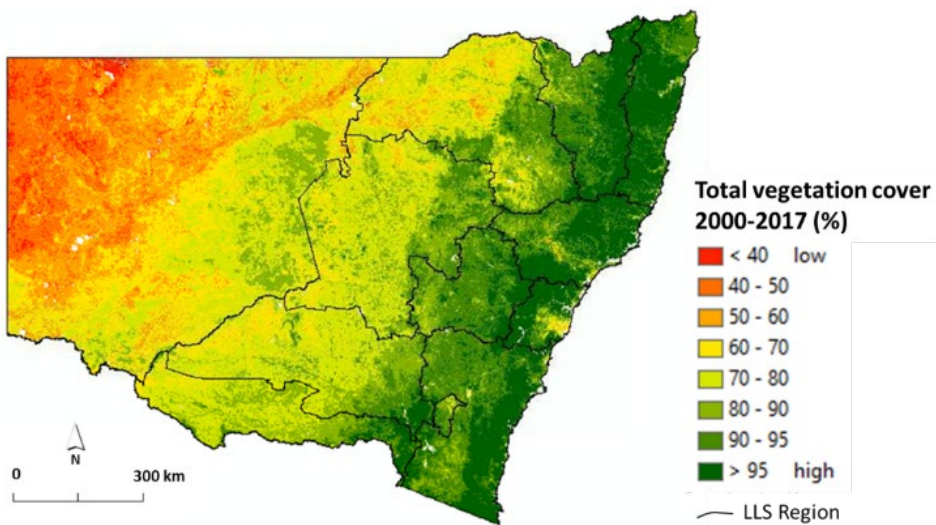 Total vegetation cover
2000-2017 (%)
< 40 low
40 - 50
50 - 60
60 - 70
70 - 80
80 - 90
90 - 95
> 95 high
LLS Region
N
0 300 km